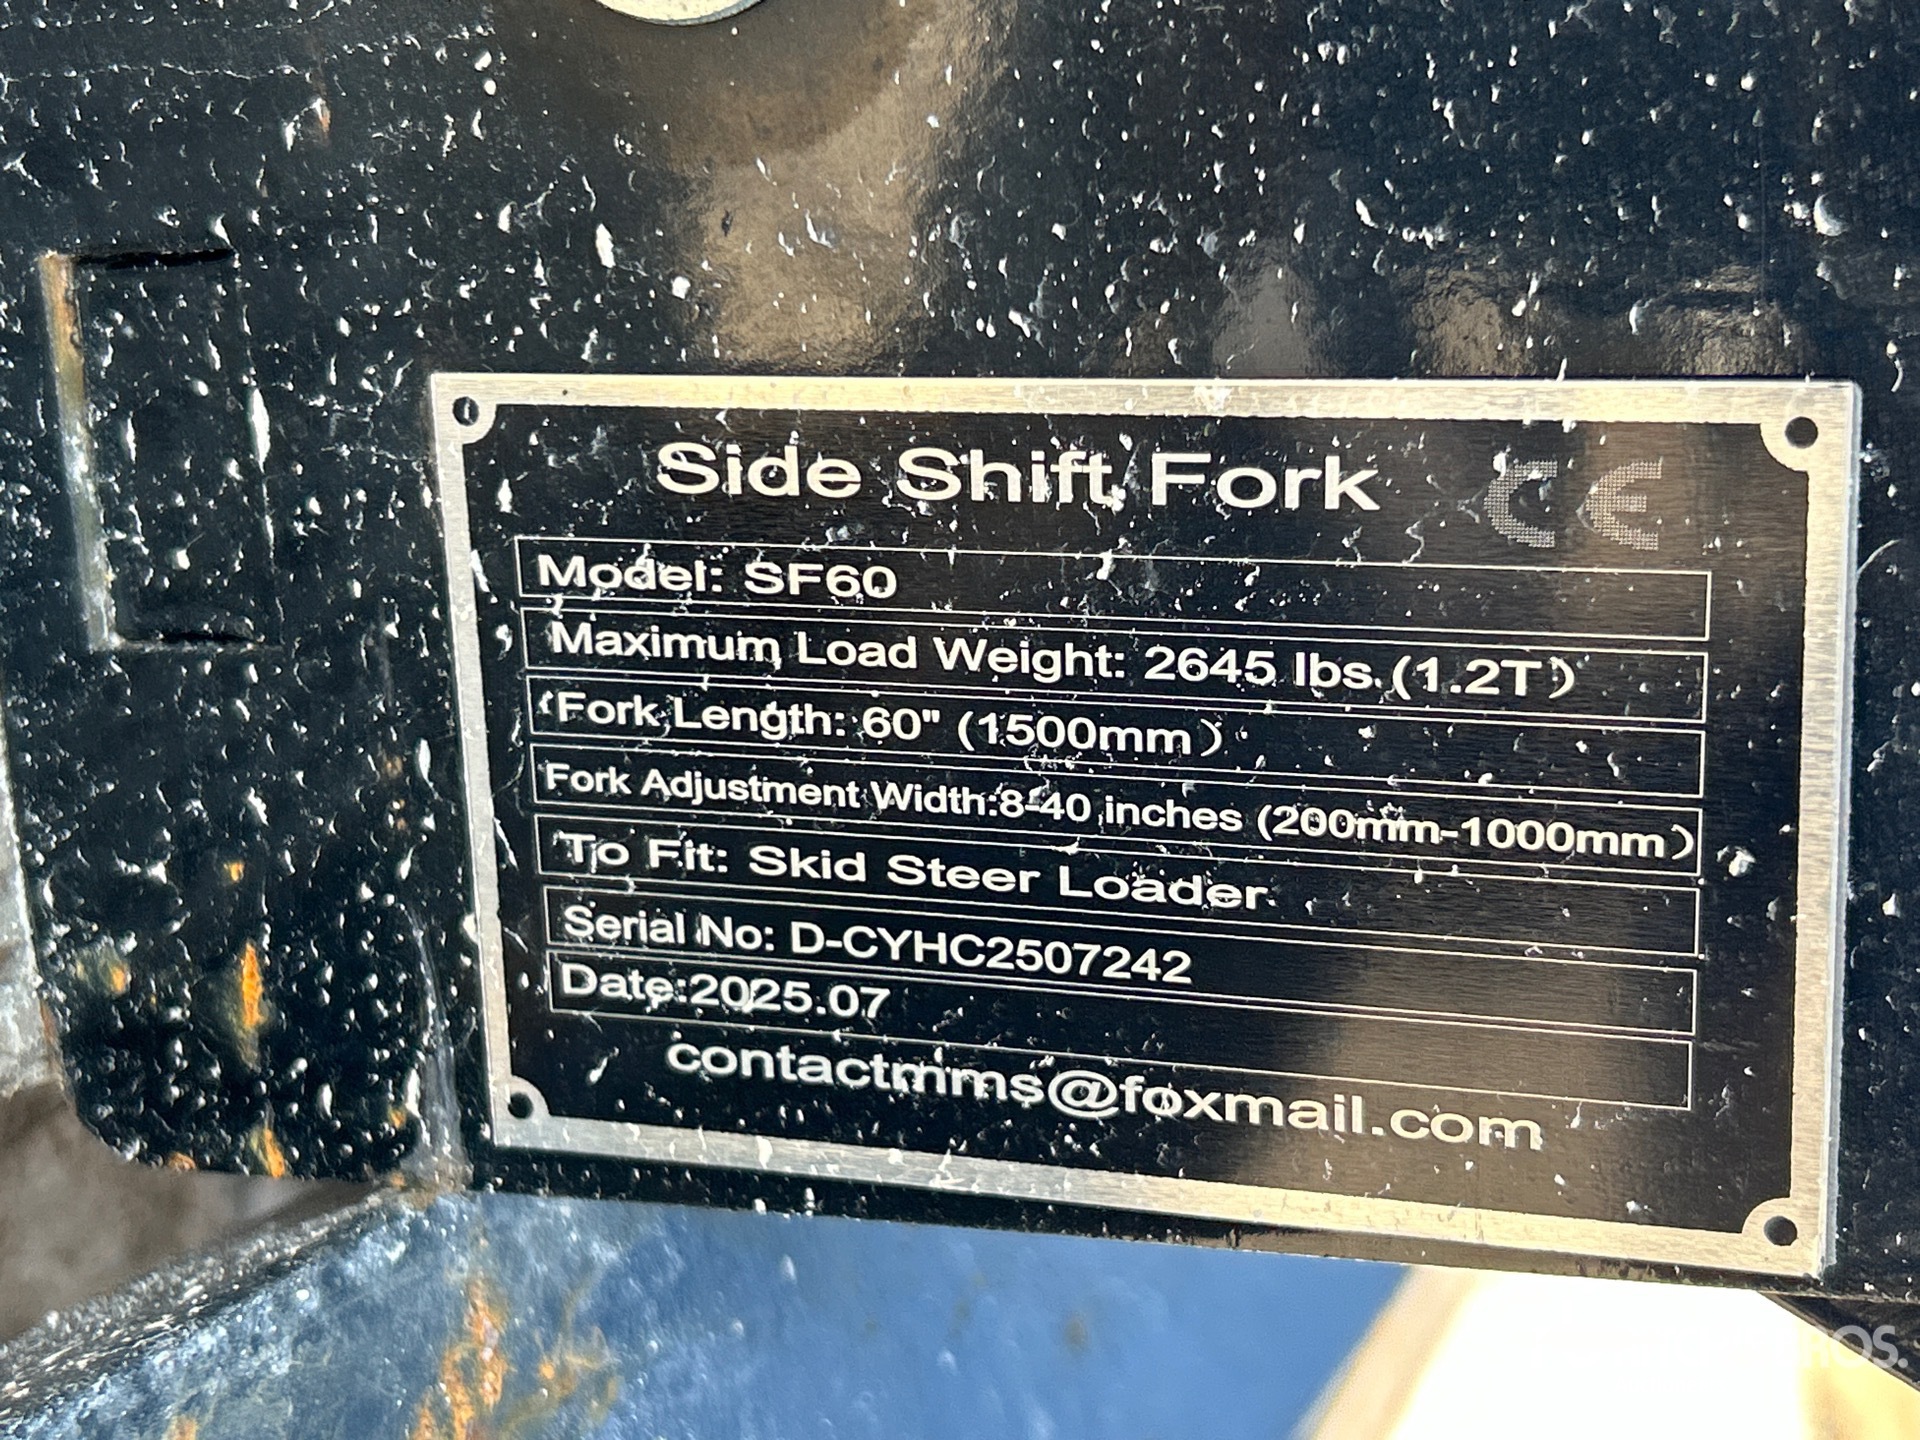 Side Shift Fork CE
Model: SF60
Maximum Load Weight: 2645 lbs.(1.2T)
Fork Length: 60" (1500mm)
Fork Adjustment Width:8-40 inches (200mm-1000mm)
To Fit: Skid Steer Loader
Serial No: D-CYHC2507242
Date:2025.07
contactmms@foxmail.com